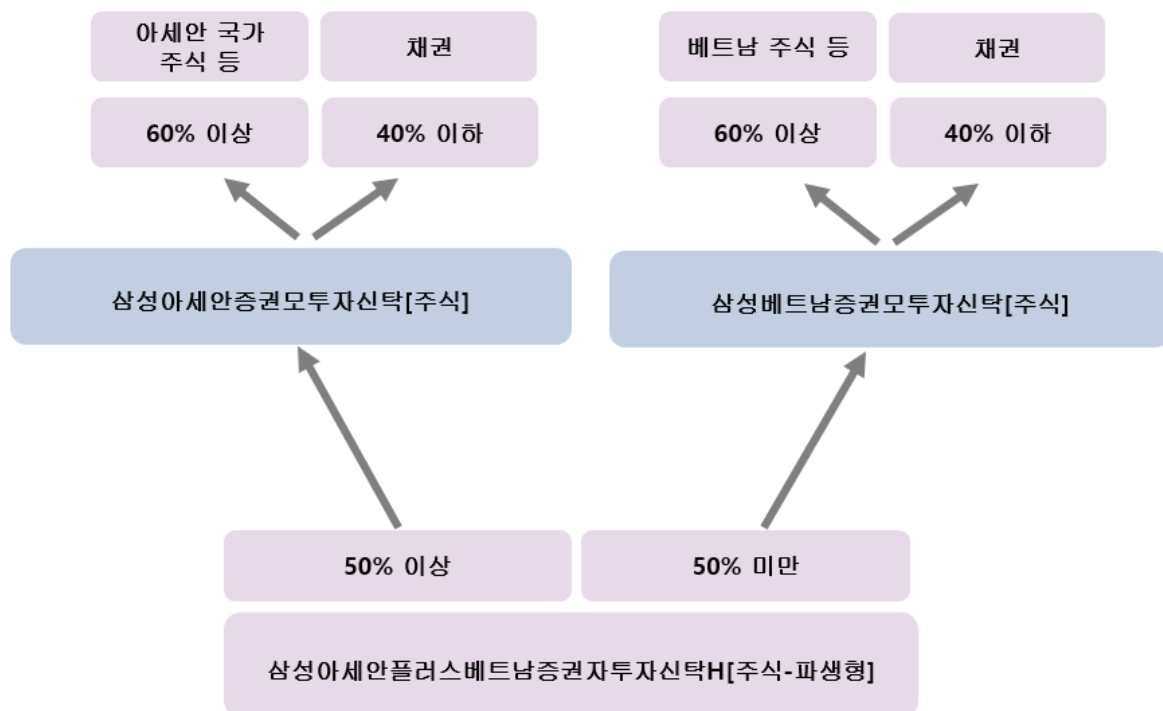 아세안 국가
주식 등
채권
베트남 주식 등
채권
60% 이상
40% 이하
60% 이상
40% 이하
삼성아세안증권모투자신탁[주식]
삼성베트남증권모투자신탁[주식]
50% 이상
50% 미만
삼성아세안플러스베트남증권자투자신탁H[주식-파생형]